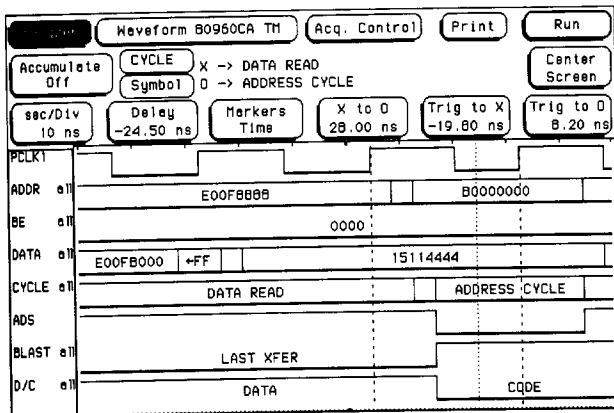 Waveform 80960CA TM
Acq. Control
Print
Run
Accumulate
Off
CYCLE
X -> DATA READ
Symbol
O -> ADDRESS CYCLE
Center
Screen
sec/Div
10 ns
Delay
-24.50 ns
Markers
Time
X to O
28.00 ns
Trig to X
-19.80 ns
Trig to O
8.20 ns
PCLK1
ADDR all
E00F8888
B0000000
BE all
0000
DATA all
E00FB000
←FF
15114444
CYCLE all
DATA READ
ADDRESS CYCLE
ADS
BLAST all
LAST XFER
D/C all
DATA
CODE